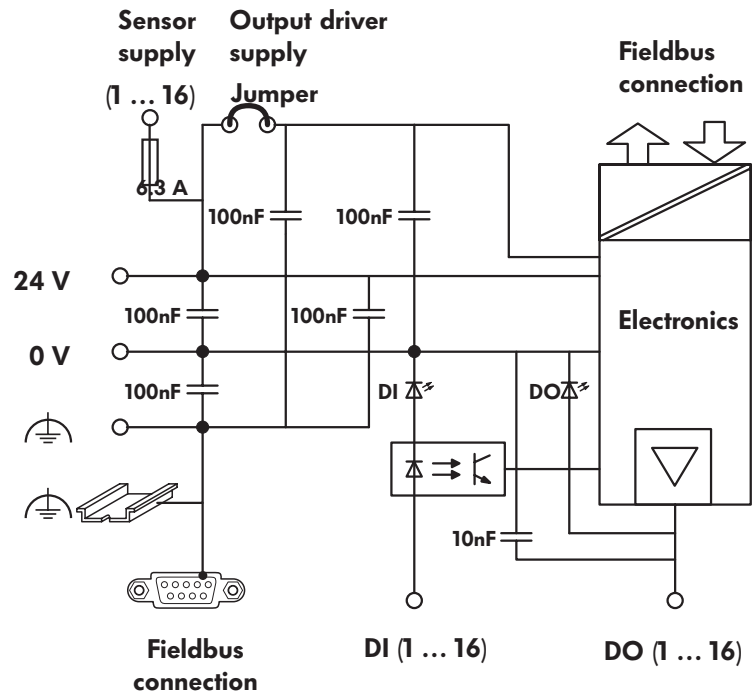 Sensor supply
(1 ... 16)
Output driver supply
Jumper
Fieldbus connection
6.3 A
100nF
100nF
24 V
100nF
100nF
Electronics
0 V
100nF
DI
DO
10nF
Fieldbus connection
DI (1 ... 16)
DO (1 ... 16)